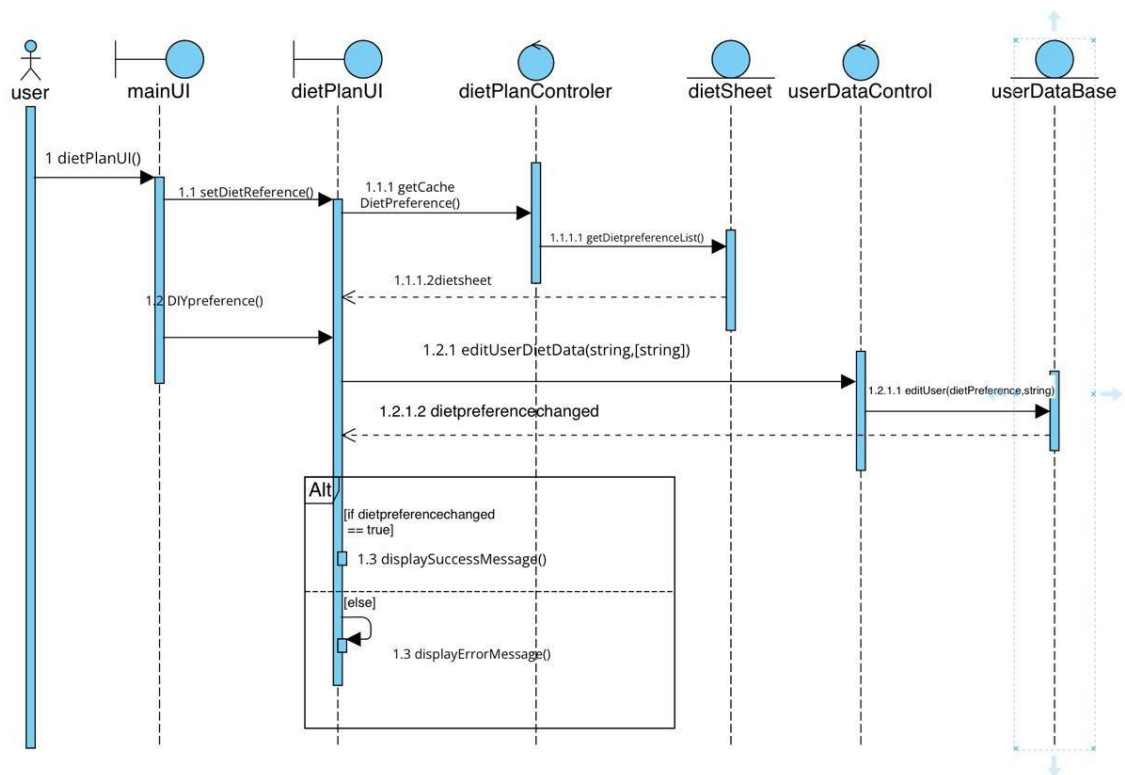 user
mainUI
dietPlanUI
dietPlanControler
dietSheet
userDataControl
userDataBase
1 dietPlanUI()
1.1 setDietReference()
1.1.1 getCache
DietPreference()
1.1.1.1 getDietpreferenceList()
1.1.1.2dietsheet
1.2 DIYpreference()
1.2.1 editUserDietData(string,[string])
1.2.1.1 editUser(dietPreference,string)
1.2.1.2 dietpreferencechanged
Alt
[if dietpreferencechanged
== true]
1.3 displaySuccessMessage()
[else]
1.3 displayErrorMessage()